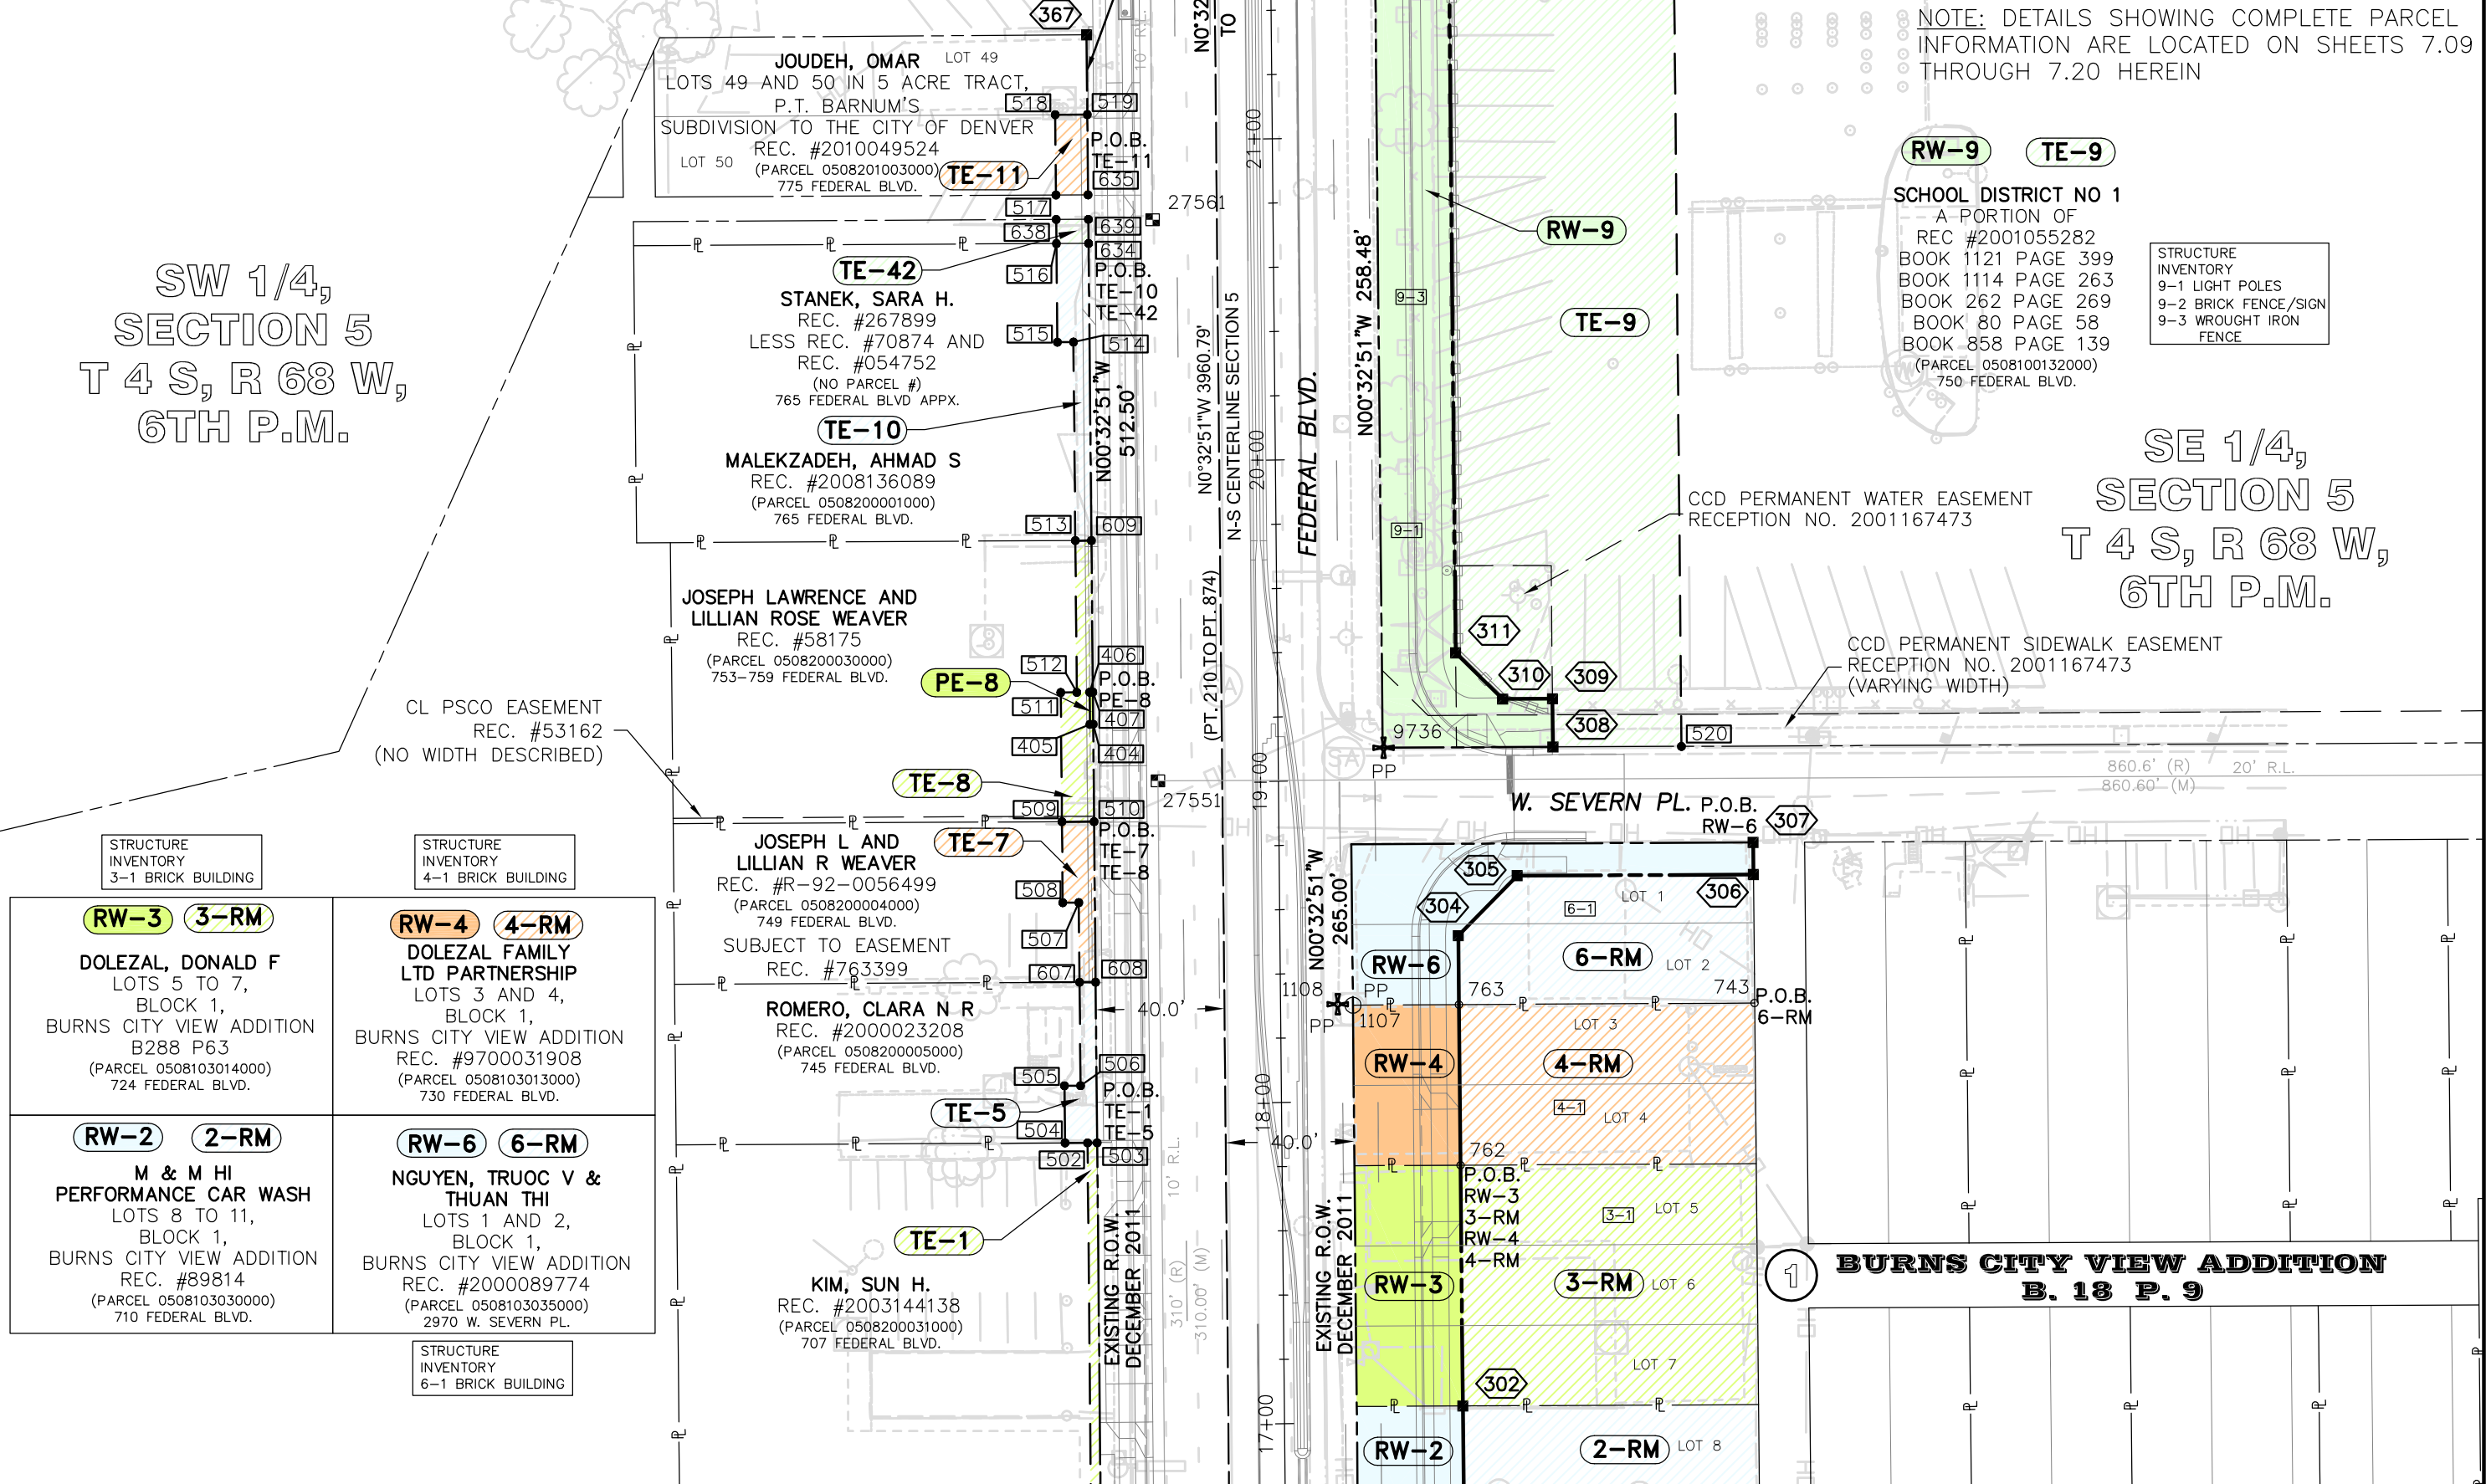 367
JOUDEH, OMAR LOT 49
LOTS 49 AND 50 IN 5 ACRE TRACT,
P.T. BARNUM'S
SUBDIVISION TO THE CITY OF DENVER
REC. #2010049524
LOT 50
(PARCEL 0508201003000)
775 FEDERAL BLVD.
TE-11
518
519
P.O.B.
TE-11
635
517
638
639
634
516
P.O.B.
TE-10
TE-42
27561
TE-42
STANEK, SARA H.
REC. #267899
LESS REC. #70874 AND
REC. #054752
(NO PARCEL #)
765 FEDERAL BLVD APPX.
515
514
TE-10
N00°32'51"W
512.50'
MALEKZADEH, AHMAD S
REC. #2008136089
(PARCEL 0508200001000)
765 FEDERAL BLVD.
513
609
SW 1/4,
SECTION 5
T 4 S, R 68 W,
6TH P.M.
JOSEPH LAWRENCE AND
LILLIAN ROSE WEAVER
REC. #58175
(PARCEL 0508200030000)
753-759 FEDERAL BLVD.
512
406
P.O.B.
PE-8
PE-8
511
407
405
404
CL PSCO EASEMENT
REC. #53162
(NO WIDTH DESCRIBED)
TE-8
509
510
27551
P.O.B.
TE-7
TE-8
JOSEPH L AND
LILLIAN R WEAVER
REC. #R-92-0056499
(PARCEL 0508200004000)
749 FEDERAL BLVD.
SUBJECT TO EASEMENT
REC. #763399
TE-7
508
507
607
608
ROMERO, CLARA N R
REC. #2000023208
(PARCEL 0508200005000)
745 FEDERAL BLVD.
40.0'
505
506
P.O.B.
TE-1
TE-5
TE-5
504
502
503
TE-1
KIM, SUN H.
REC. #2003144138
(PARCEL 0508200031000)
707 FEDERAL BLVD.
EXISTING R.O.W.
DECEMBER 2011
10' R.L.
310' (R)
310.00' (M)
STRUCTURE
INVENTORY
3-1 BRICK BUILDING
STRUCTURE
INVENTORY
4-1 BRICK BUILDING
RW-3 3-RM
DOLEZAL, DONALD F
LOTS 5 TO 7,
BLOCK 1,
BURNS CITY VIEW ADDITION
B288 P63
(PARCEL 0508103014000)
724 FEDERAL BLVD.
RW-4 4-RM
DOLEZAL FAMILY
LTD PARTNERSHIP
LOTS 3 AND 4,
BLOCK 1,
BURNS CITY VIEW ADDITION
REC. #9700031908
(PARCEL 0508103013000)
730 FEDERAL BLVD.
RW-2 2-RM
M & M HI
PERFORMANCE CAR WASH
LOTS 8 TO 11,
BLOCK 1,
BURNS CITY VIEW ADDITION
REC. #89814
(PARCEL 0508103030000)
710 FEDERAL BLVD.
RW-6 6-RM
NGUYEN, TRUOC V &
THUAN THI
LOTS 1 AND 2,
BLOCK 1,
BURNS CITY VIEW ADDITION
REC. #2000089774
(PARCEL 0508103035000)
2970 W. SEVERN PL.
STRUCTURE
INVENTORY
6-1 BRICK BUILDING
N0°32
TO
N0°32'51"W 3960.79'
(PT. 210 TO PT. 874)
N-S CENTERLINE SECTION 5
21+00
20+00
19+00
18+00
17+00
FEDERAL BLVD.
N00°32'51"W 258.48'
N00°32'51"W
265.00'
40.0'
EXISTING R.O.W.
DECEMBER 2011
NOTE: DETAILS SHOWING COMPLETE PARCEL
INFORMATION ARE LOCATED ON SHEETS 7.09
THROUGH 7.20 HEREIN
RW-9 TE-9
SCHOOL DISTRICT NO 1
A PORTION OF
REC #2001055282
BOOK 1121 PAGE 399
BOOK 1114 PAGE 263
BOOK 262 PAGE 269
BOOK 80 PAGE 58
BOOK 858 PAGE 139
(PARCEL 0508100132000)
750 FEDERAL BLVD.
STRUCTURE
INVENTORY
9-1 LIGHT POLES
9-2 BRICK FENCE/SIGN
9-3 WROUGHT IRON
FENCE
RW-9
9-3
TE-9
9-1
SE 1/4,
SECTION 5
T 4 S, R 68 W,
6TH P.M.
CCD PERMANENT WATER EASEMENT
RECEPTION NO. 2001167473
CCD PERMANENT SIDEWALK EASEMENT
RECEPTION NO. 2001167473
(VARYING WIDTH)
311
310
309
308
520
9736
PP
860.6' (R) 20' R.L.
860.60' (M)
W. SEVERN PL.
P.O.B.
RW-6
307
305
306
304
LOT 1
6-1
RW-6
6-RM
LOT 2
1108
PP
PP
1107
763
743
P.O.B.
6-RM
LOT 3
RW-4
4-RM
4-1
LOT 4
762
P.O.B.
RW-3
3-RM
RW-4
4-RM
3-1
LOT 5
RW-3
3-RM
LOT 6
LOT 7
302
RW-2
2-RM
LOT 8
1
BURNS CITY VIEW ADDITION
B. 18 P. 9